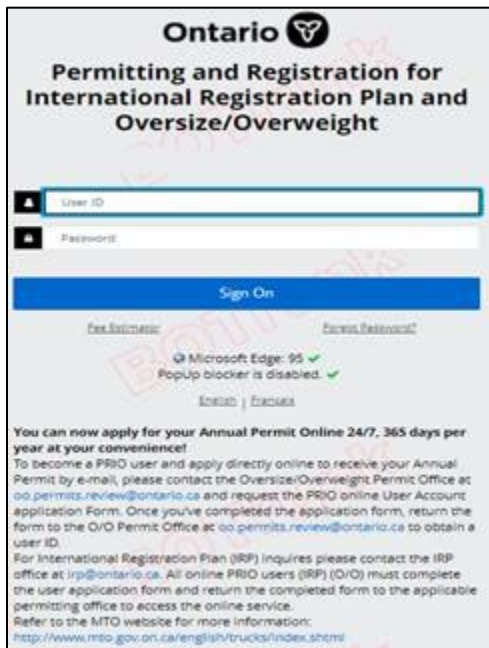 Ontario
Permitting and Registration for
International Registration Plan and
Oversize/Overweight
User ID
Password
Sign On
Fee Estimator Forgot Password?
Microsoft Edge: 95 ✔
PopUp blocker is disabled. ✔
English | Français
You can now apply for your Annual Permit Online 24/7, 365 days per
year at your convenience!
To become a PRIO user and apply directly online to receive your Annual
Permit by e-mail, please contact the Oversize/Overweight Permit Office at
oo.permits.review@ontario.ca and request the PRIO online User Account
application Form. Once you've completed the application form, return the
form to the O/O Permit Office at oo.permits.review@ontario.ca to obtain a
user ID.
For International Registration Plan (IRP) Inquires please contact the IRP
office at irp@ontario.ca. All online PRIO users (IRP) (O/O) must complete
the user application form and return the completed form to the applicable
permitting office to access the online service.
Refer to the MTO website for more information:
http://www.mto.gov.on.ca/english/trucks/index.shtml